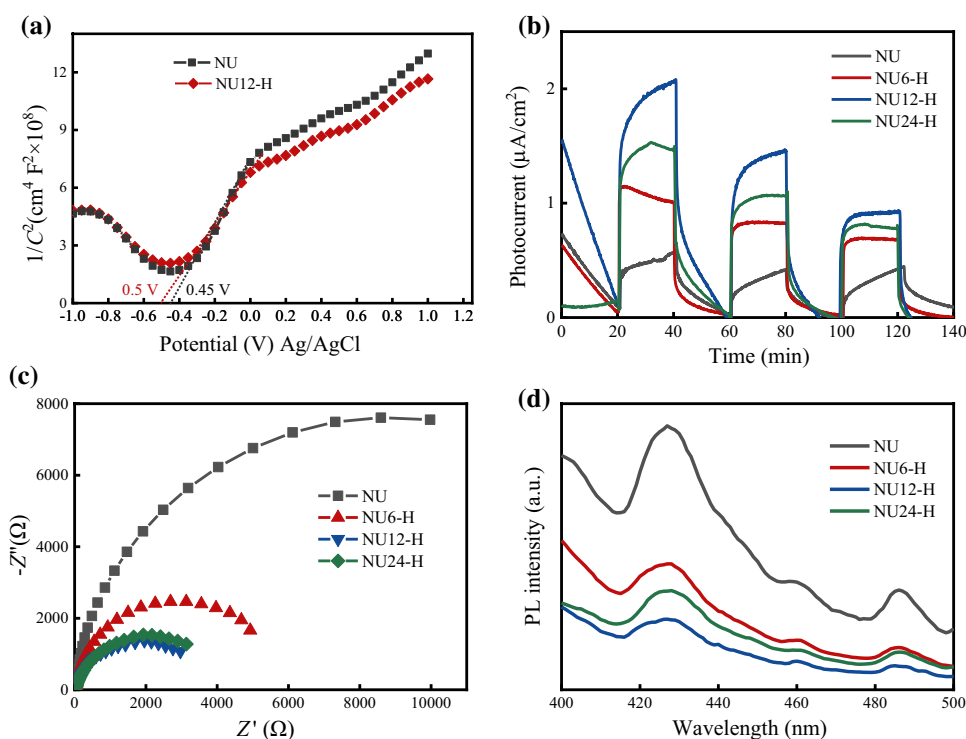 (a)
NU
NU12-H
1/C²(cm⁴ F²×10⁸)
12
9
6
3
0
0.5 V
0.45 V
-1.0 -0.8 -0.6 -0.4 -0.2 0.0 0.2 0.4 0.6 0.8 1.0 1.2
Potential (V) Ag/AgCl
(b)
NU
NU6-H
NU12-H
NU24-H
Photocurrent (μA/cm²)
2
1
0
0 20 40 60 80 100 120 140
Time (min)
(c)
8000
6000
4000
2000
0
-Z''(Ω)
NU
NU6-H
NU12-H
NU24-H
0 2000 4000 6000 8000 10000
Z' (Ω)
(d)
NU
NU6-H
NU12-H
NU24-H
PL intensity (a.u.)
400 420 440 460 480 500
Wavelength (nm)